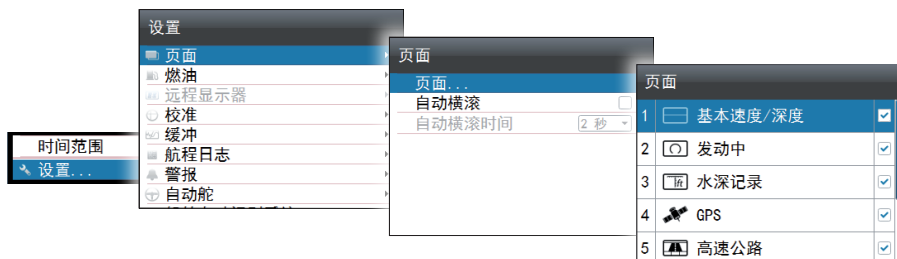 时间范围
设置...
设置
页面
燃油
远程显示器
校准
缓冲
航程日志
警报
自动舵
页面
页面...
自动横滚
自动横滚时间 2 秒
页面
1 基本速度/深度
2 发动中
3 水深记录
4 GPS
5 高速公路